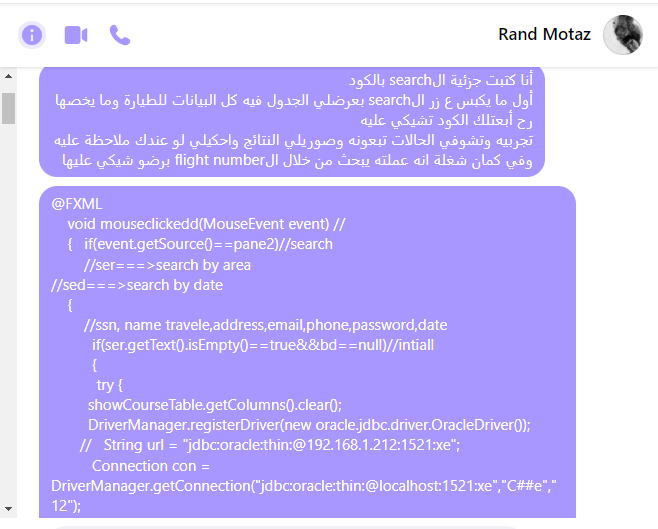 Rand Motaz
أنا كتبت جزئية الsearch بالكود
أول ما يكبس ع زر الsearch بعرضلي الجدول فيه كل البيانات للطيارة وما يخصها
رح أبعتلك الكود تشيكي عليه
تجربيه وتشوفي الحالات تبعونه وصوريلي النتائج واحكيلي لو عندك ملاحظة عليه
وفي كمان شغلة انه عملته يبحث من خلال الflight number برضو شيكي عليها
@FXML
void mouseclickedd(MouseEvent event) //
{ if(event.getSource()==pane2)//search
//ser===>search by area
//sed===>search by date
{
//ssn, name travele,address,email,phone,password,date
if(ser.getText().isEmpty()==true&&bd==null)//intiall
{
try {
showCourseTable.getColumns().clear();
DriverManager.registerDriver(new oracle.jdbc.driver.OracleDriver());
// String url = "jdbc:oracle:thin:@192.168.1.212:1521:xe";
Connection con =
DriverManager.getConnection("jdbc:oracle:thin:@localhost:1521:xe","C##e","
12");